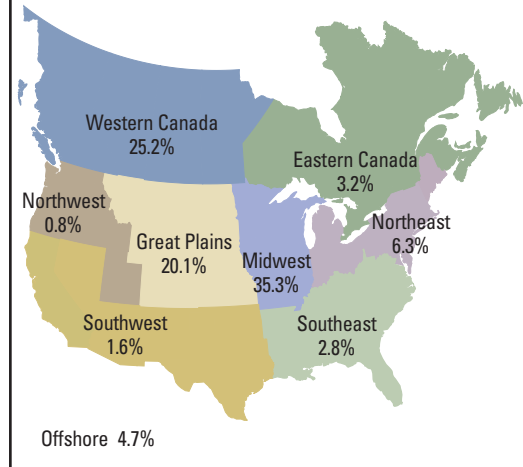 Western Canada
25.2%
Eastern Canada
3.2%
Northwest
0.8%
Northeast
6.3%
Great Plains
20.1%
Midwest
35.3%
Southwest
1.6%
Southeast
2.8%
Offshore 4.7%